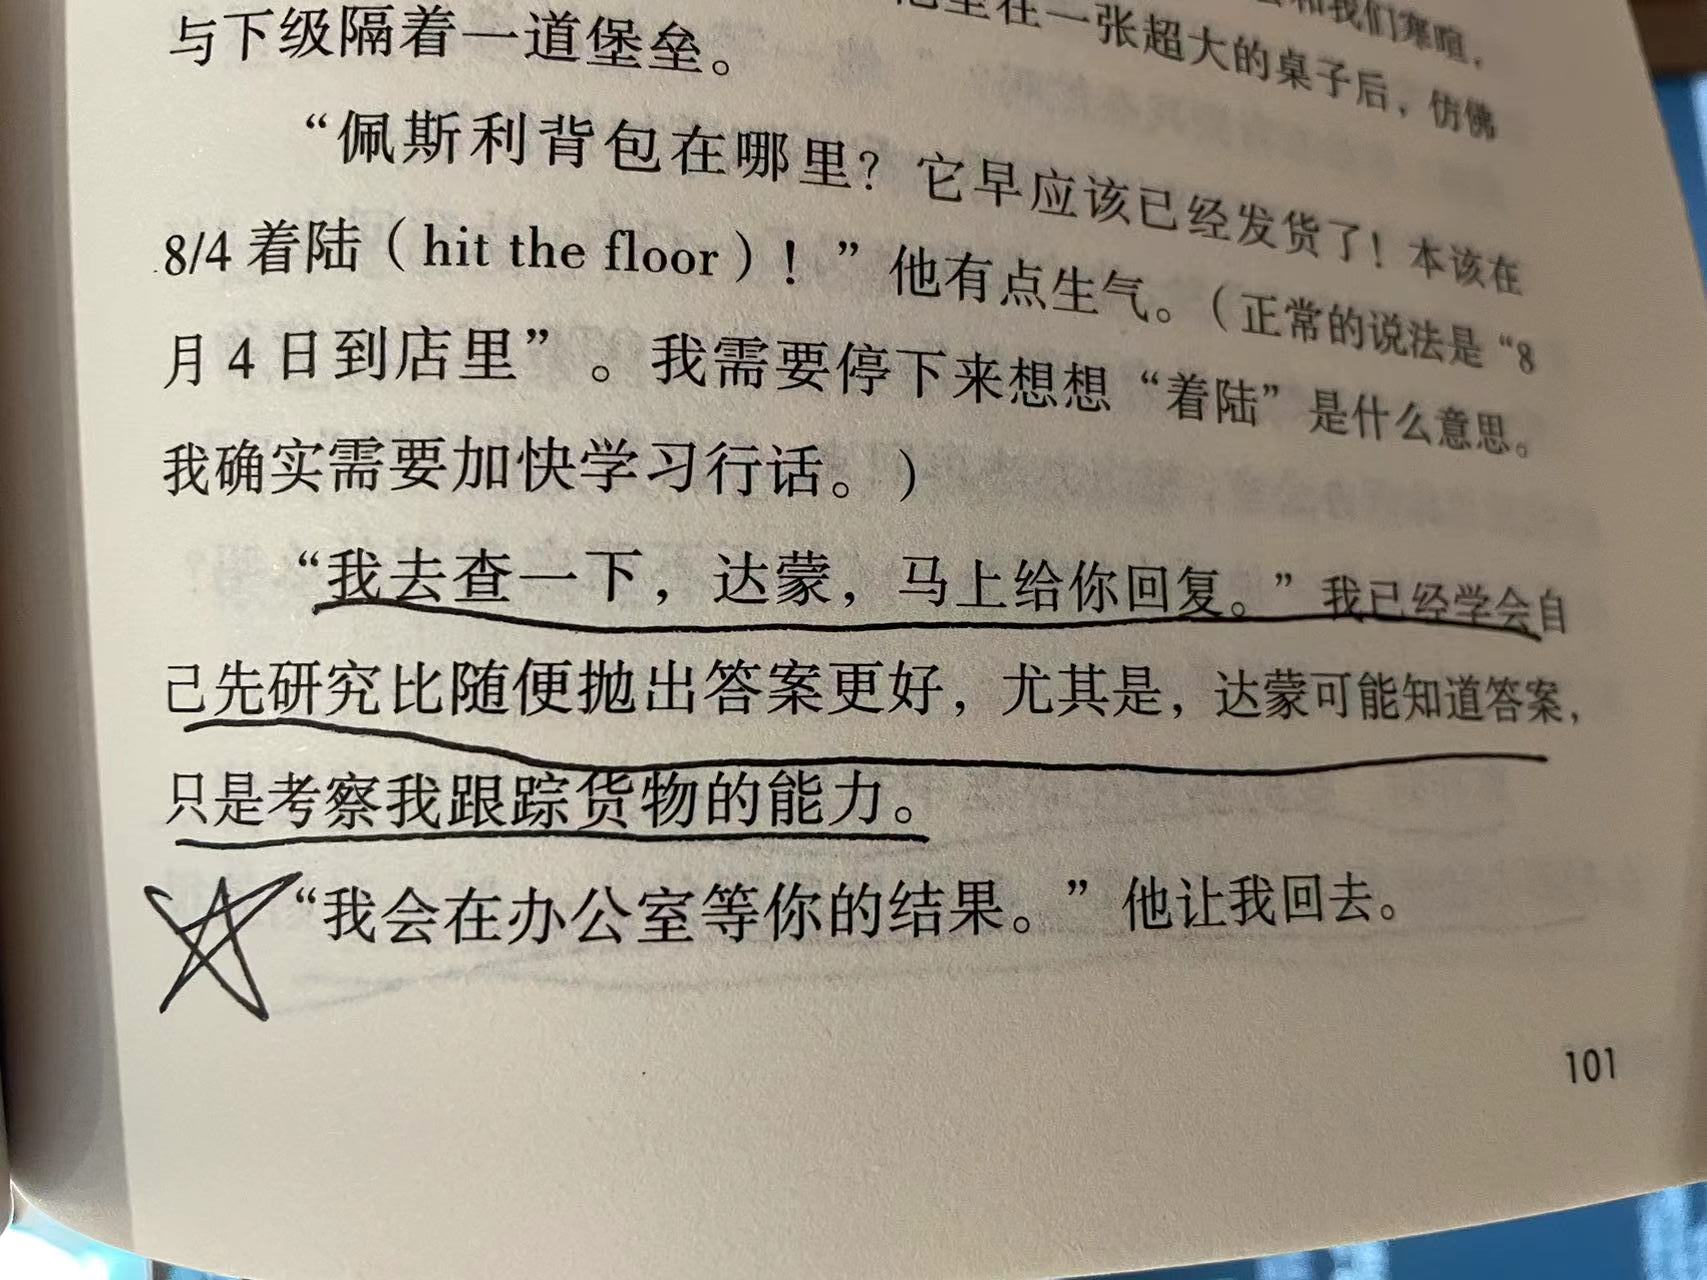 和我们寒暄，
坐在一张超大的桌子后，仿佛
与下级隔着一道堡垒。
“佩斯利背包在哪里？它早应该已经发货了！本该在
8/4着陆（hit the floor）！”他有点生气。（正常的说法是“8
月4日到店里”。我需要停下来想想“着陆”是什么意思。
我确实需要加快学习行话。）
“我去查一下，达蒙，马上给你回复。”我已经学会自
己先研究比随便抛出答案更好，尤其是，达蒙可能知道答案，
只是考察我跟踪货物的能力。
“我会在办公室等你的结果。”他让我回去。
101